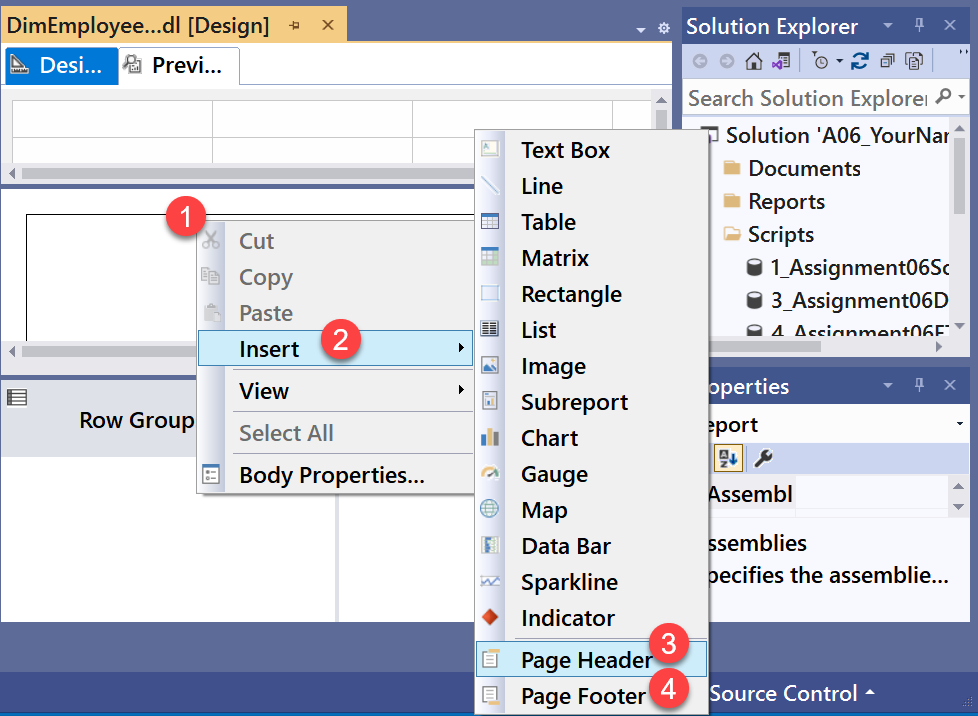 DimEmployee...dl [Design]
Desi...
Previ...
Solution Explorer
Search Solution Explorer
Solution 'A06_YourNar
Documents
Reports
Scripts
1_Assignment06Sc
3_Assignment06D
4_Assignment06ET
1
Cut
Copy
Paste
Insert
2
View
Select All
Body Properties...
Row Group
Text Box
Line
Table
Matrix
Rectangle
List
Image
Subreport
Chart
Gauge
Map
Data Bar
Sparkline
Indicator
Page Header
3
Page Footer
4
operties
eport
Assembl
ssemblies
pecifies the assemblie...
Source Control